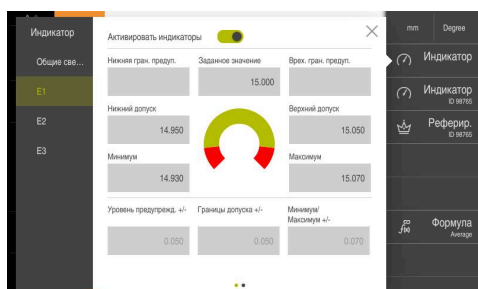 Индикатор
Общие све...
E1
E2
E3
Активировать индикаторы
Нижняя гран. предуп.
Заданное значение
Врех. гран. предуп.
15.000
Нижний допуск
Верхний допуск
14.950
15.050
Минимум
Максимум
14.930
15.070
Уровень предупрежд. +/-
Границы допуска +/-
Минимум/
Максимум +/-
0.050
0.050
0.070
mm
Degree
Индикатор
Индикатор
ID 98765
Реферир.
ID 98765
f(x)
Формула
Average